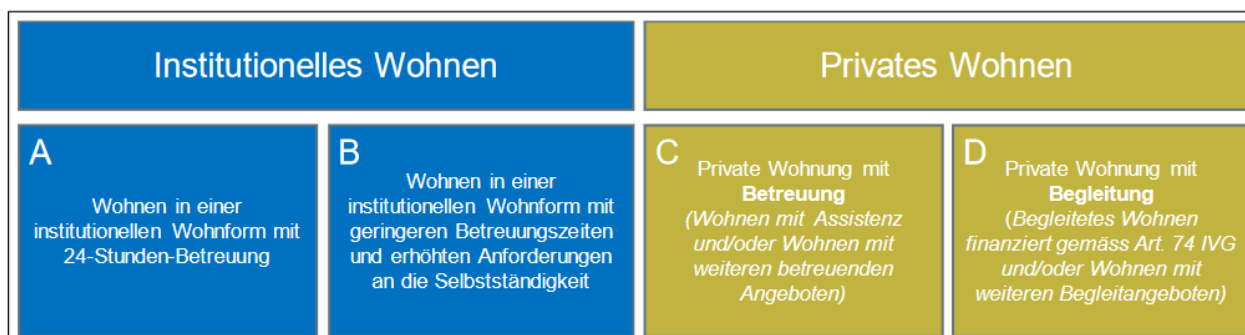 Institutionelles Wohnen
Privates Wohnen
A
Wohnen in einer
institutionellen Wohnform mit
24-Stunden-Betreuung
B
Wohnen in einer
institutionellen Wohnform mit
geringeren Betreuungszeiten
und erhöhten Anforderungen
an die Selbstständigkeit
C
Private Wohnung mit
Betreuung
(Wohnen mit Assistenz
und/oder Wohnen mit
weiteren betreuenden
Angeboten)
D
Private Wohnung mit
Begleitung
(Begleitetes Wohnen
finanziert gemäss Art. 74 IVG
und/oder Wohnen mit
weiteren Begleitangeboten)